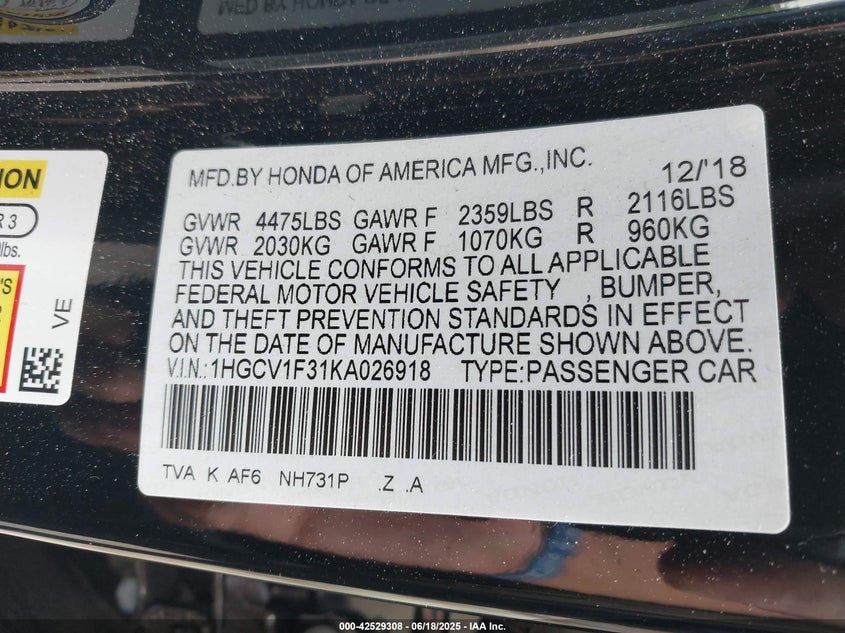 MFD.BY HONDA OF AMERICA MFG.,INC. 12/'18
GVWR 4475LBS GAWR F 2359LBS R 2116LBS
GVWR 2030KG GAWR F 1070KG R 960KG
THIS VEHICLE CONFORMS TO ALL APPLICABLE
FEDERAL MOTOR VEHICLE SAFETY , BUMPER,
AND THEFT PREVENTION STANDARDS IN EFFECT
ON THE DATE OF MANUFACTURE SHOWN ABOVE.
V.I.N.:1HGCV1F31KA026918 TYPE:PASSENGER CAR
TVA K AF6 NH731P .Z .A
R 3
lbs.
VE
000-42529308 - 06/18/2025 - IAA Inc.